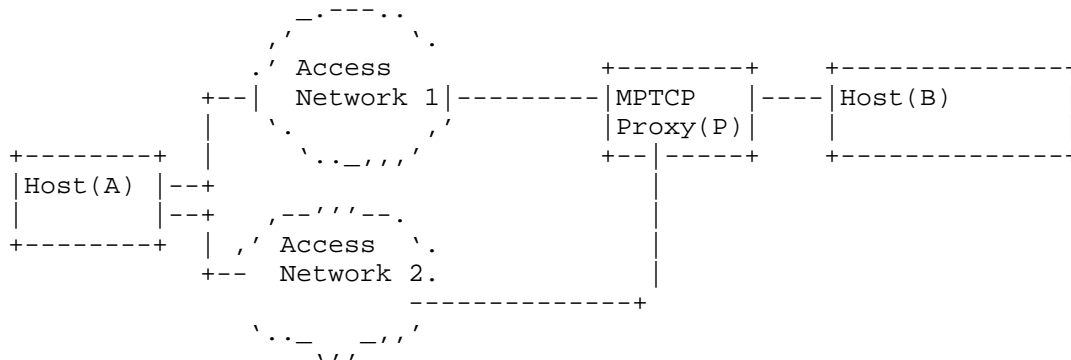 Access
Network 1
MPTCP
Proxy(P)
Host(B)
Host(A)
Access
Network 2